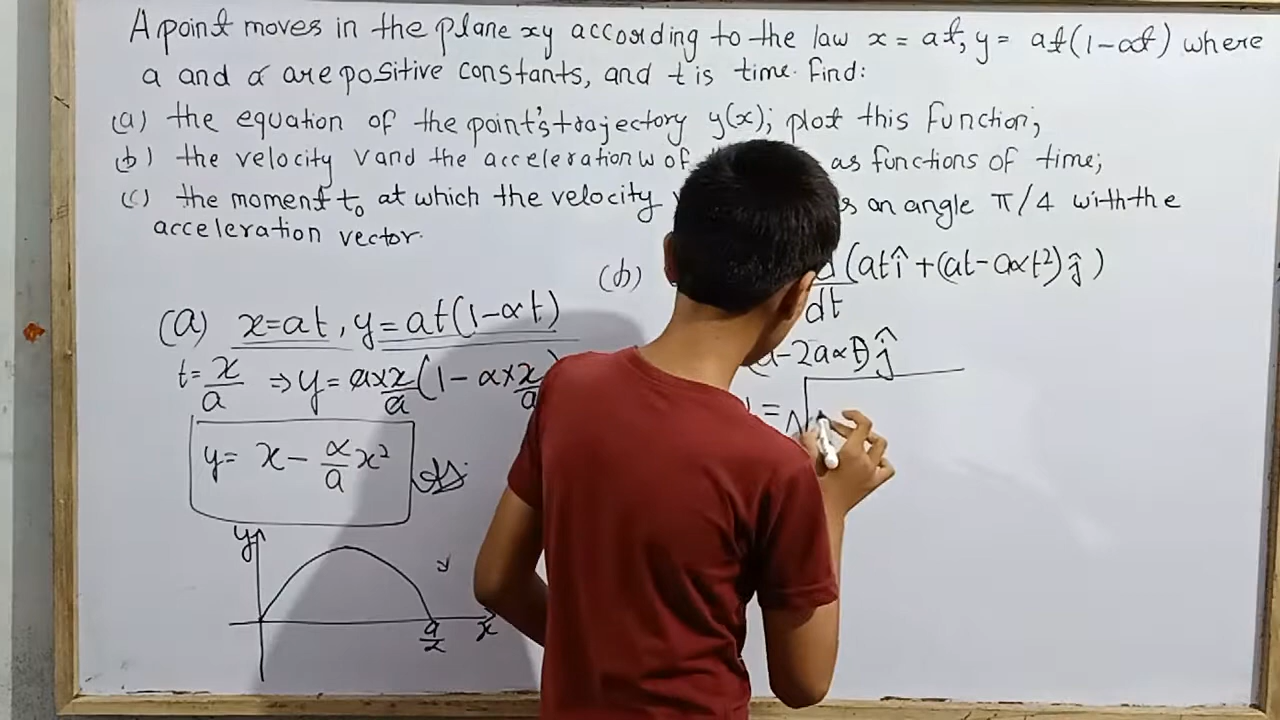 A point moves in the plane xy according to the law x = at, y = at(1-αt) where
a and α are positive constants, and t is time. Find:
(a) the equation of the point's trajectory y(x); plot this function;
(b) the velocity v and the acceleration w of as functions of time;
(c) the moment t₀ at which the velocity an angle π/4 with the
acceleration vector.
(a) x=at, y=at(1-αt)
t=x/a ⇒y=a×x/a(1-α×x/a)
y= x - α/a x²
y
a/α x
(b) d/dt (at î +(at-aαt²) ĵ )
-2aαt) ĵ
= √